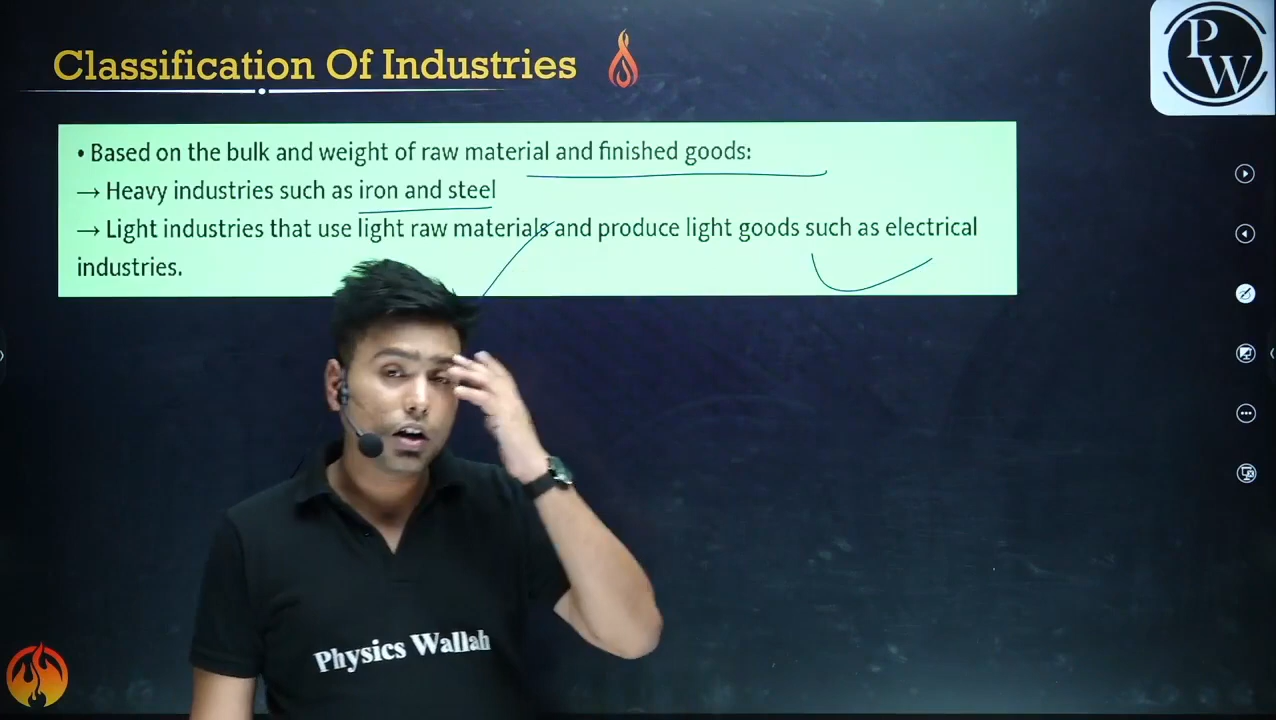 Classification Of Industries
PW
• Based on the bulk and weight of raw material and finished goods:
→ Heavy industries such as iron and steel
→ Light industries that use light raw materials and produce light goods such as electrical
industries.
Physics Wallah